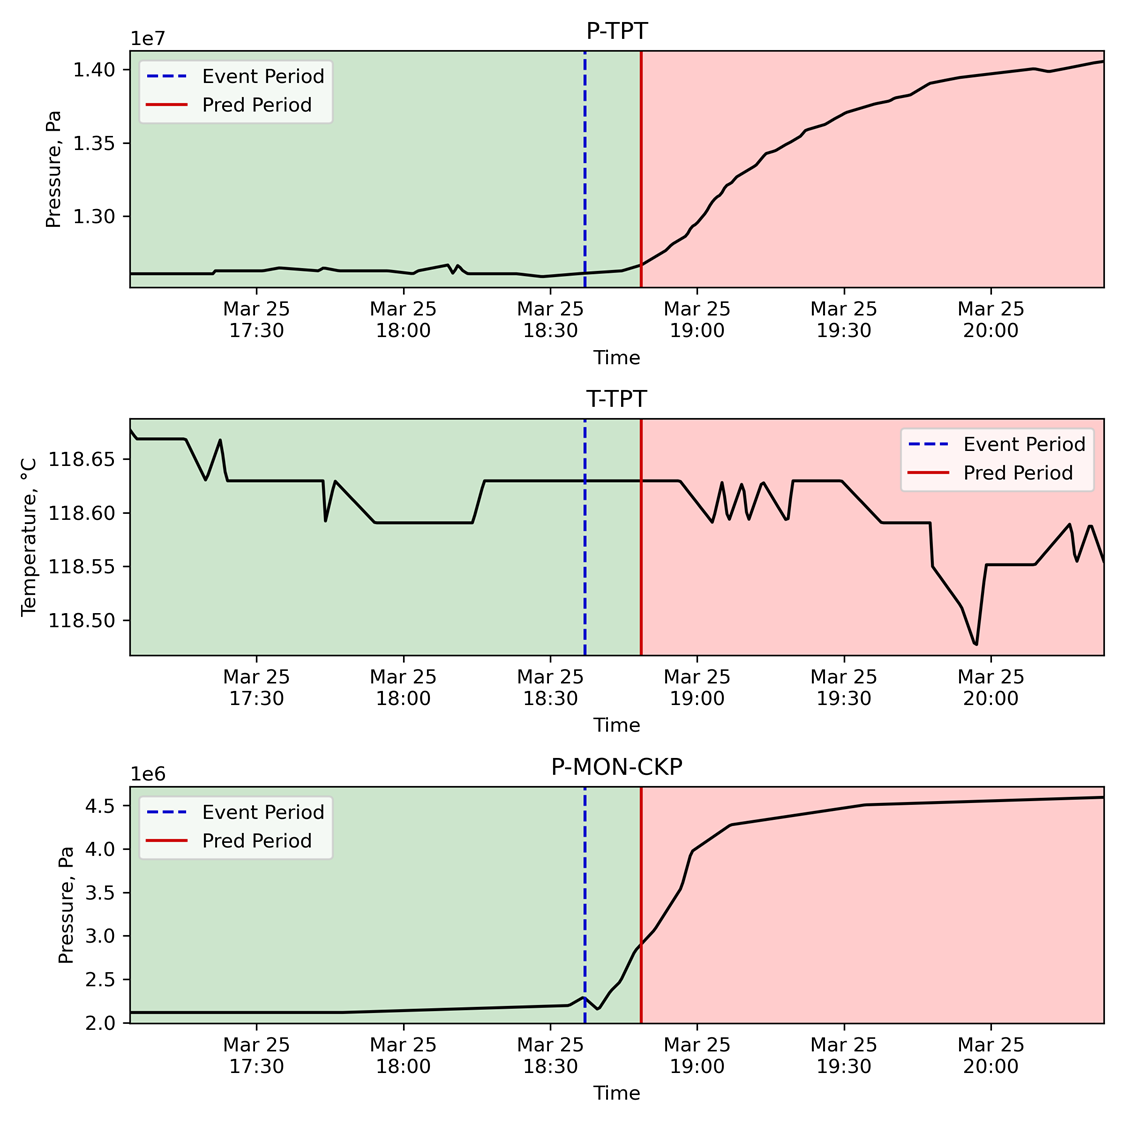 P-TPT
1e7
1.40
1.35
1.30
Pressure, Pa
Event Period
Pred Period
Mar 25 Mar 25 Mar 25 Mar 25 Mar 25 Mar 25
17:30 18:00 18:30 19:00 19:30 20:00
Time
T-TPT
118.65
118.60
118.55
118.50
Temperature, °C
Event Period
Pred Period
Mar 25 Mar 25 Mar 25 Mar 25 Mar 25 Mar 25
17:30 18:00 18:30 19:00 19:30 20:00
Time
P-MON-CKP
1e6
4.5
4.0
3.5
3.0
2.5
2.0
Pressure, Pa
Event Period
Pred Period
Mar 25 Mar 25 Mar 25 Mar 25 Mar 25 Mar 25
17:30 18:00 18:30 19:00 19:30 20:00
Time